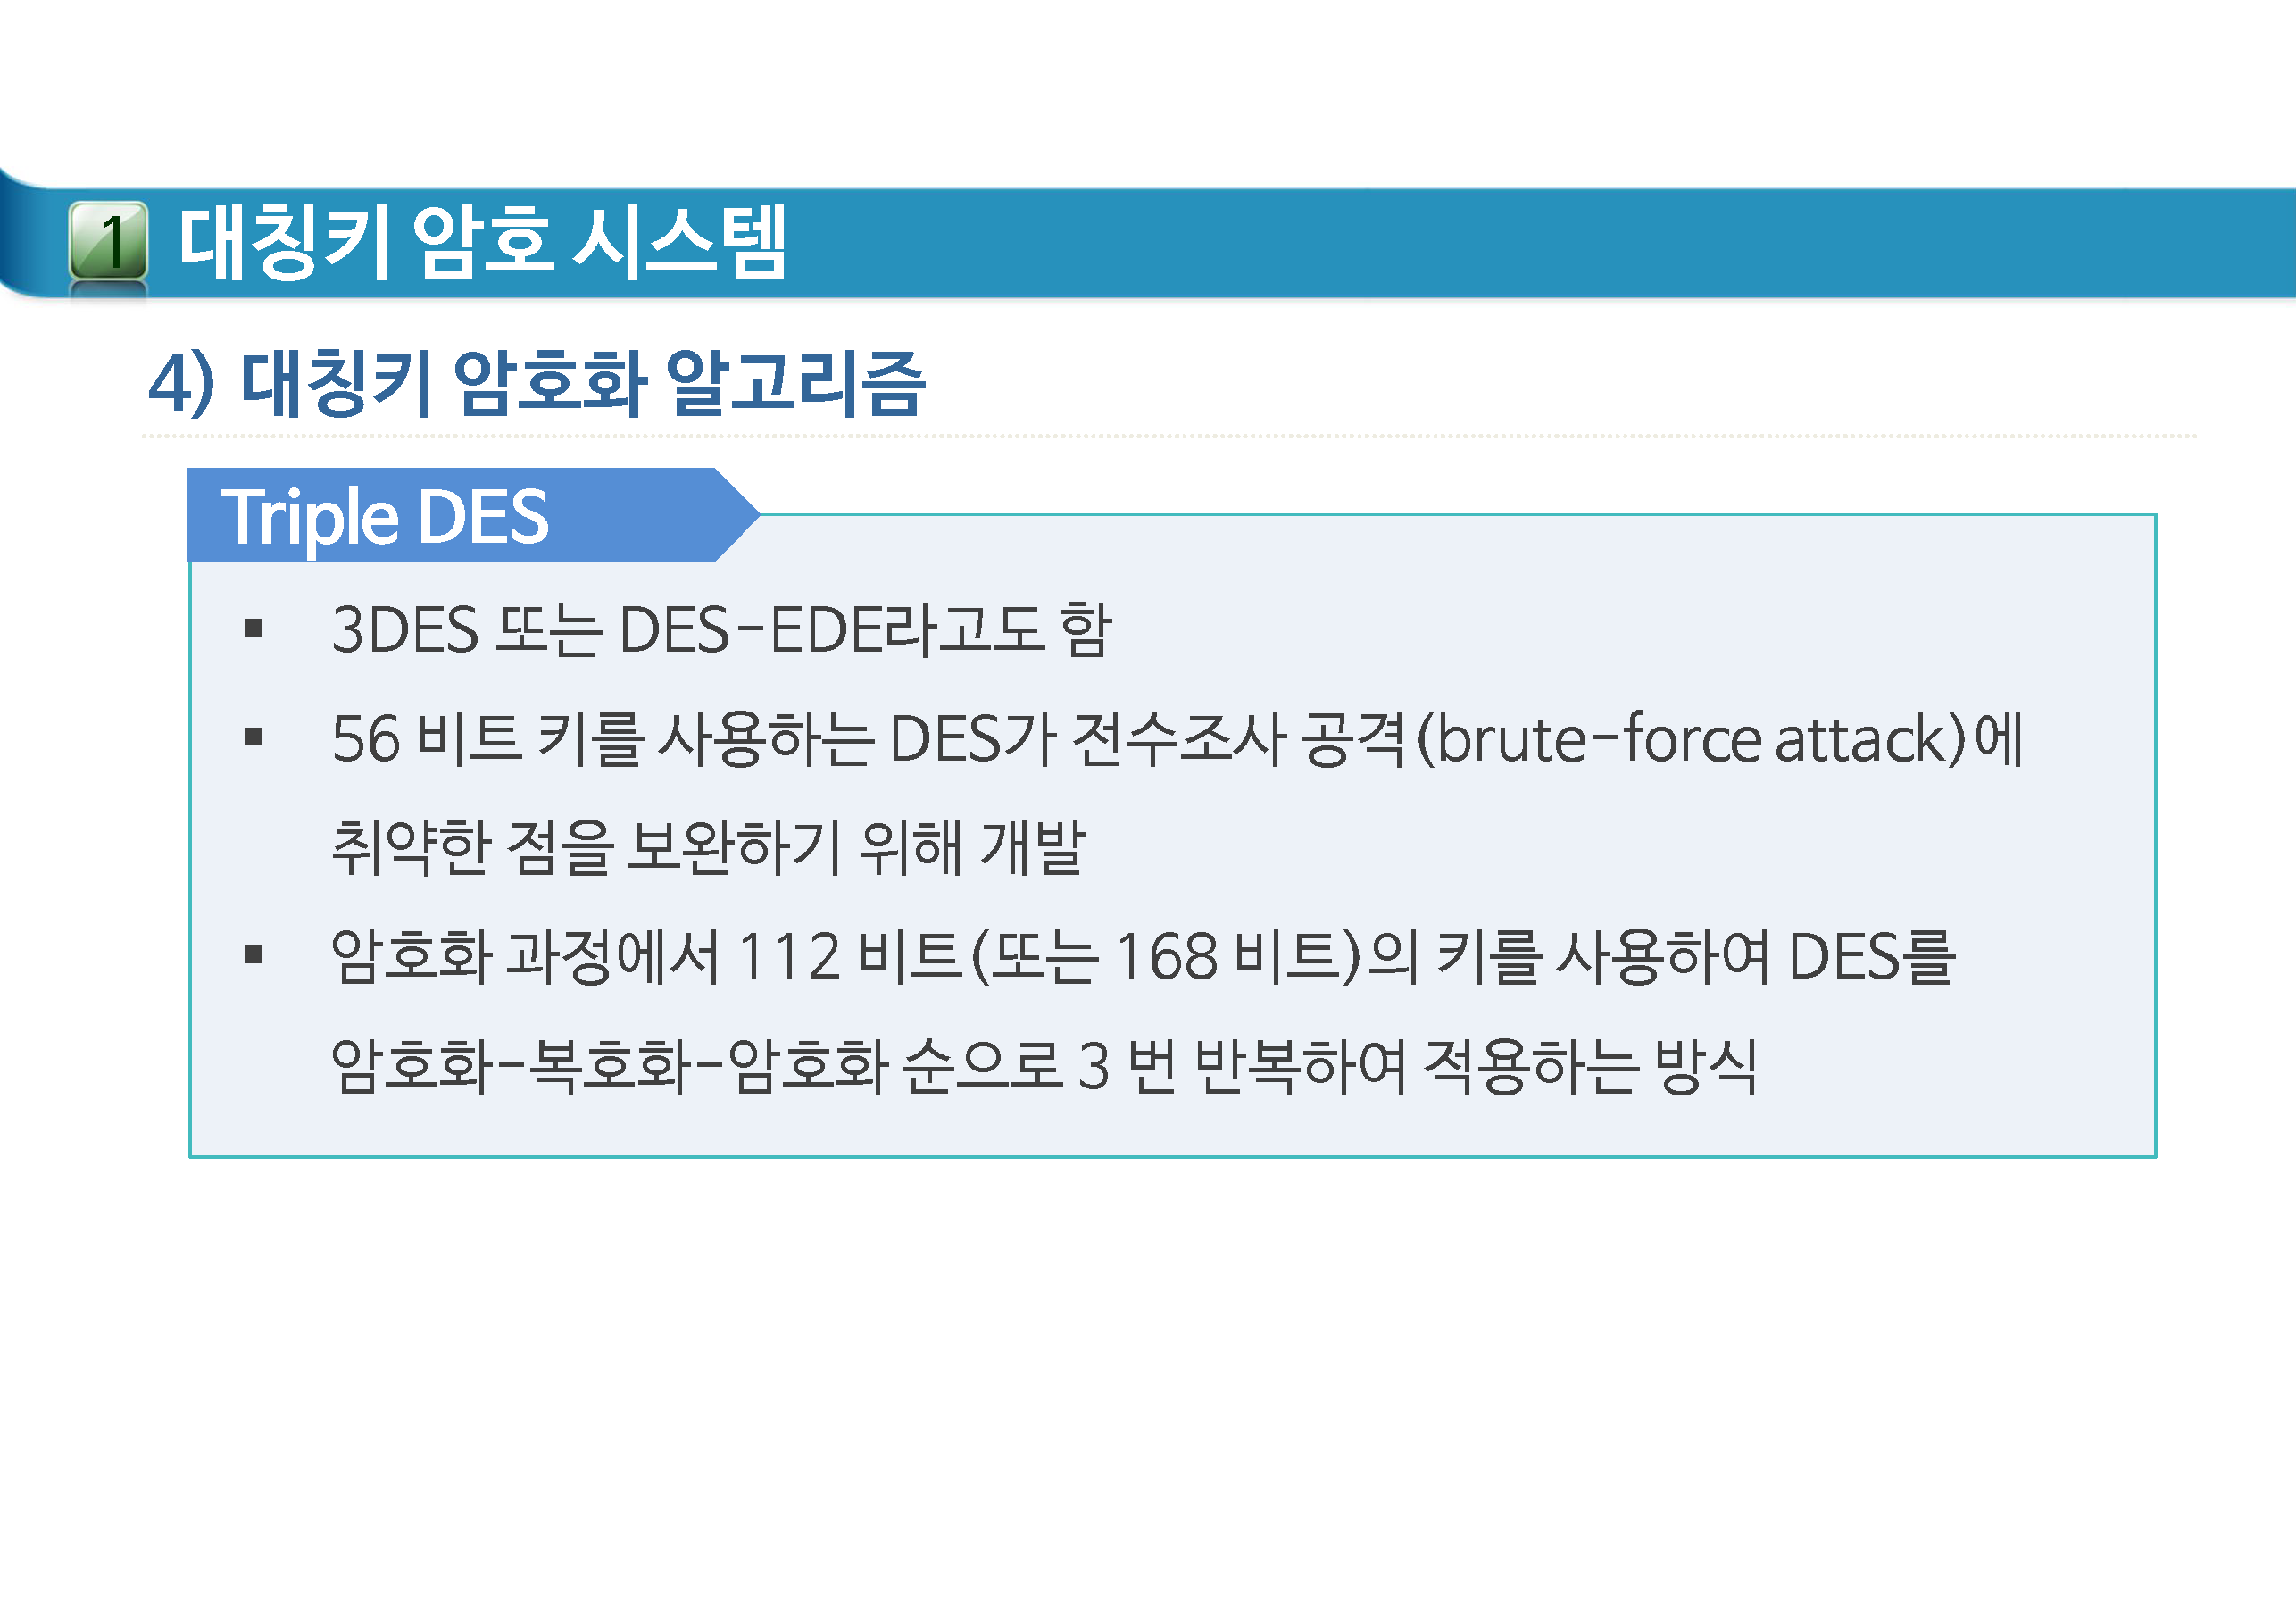 1 대칭키 암호 시스템
4) 대칭키 암호화 알고리즘
Triple DES
▪ 3DES 또는 DES-EDE라고도 함
▪ 56 비트 키를 사용하는 DES가 전수조사 공격(brute-force attack)에
취약한 점을 보완하기 위해 개발
▪ 암호화 과정에서 112 비트(또는 168 비트)의 키를 사용하여 DES를
암호화-복호화-암호화 순으로 3 번 반복하여 적용하는 방식